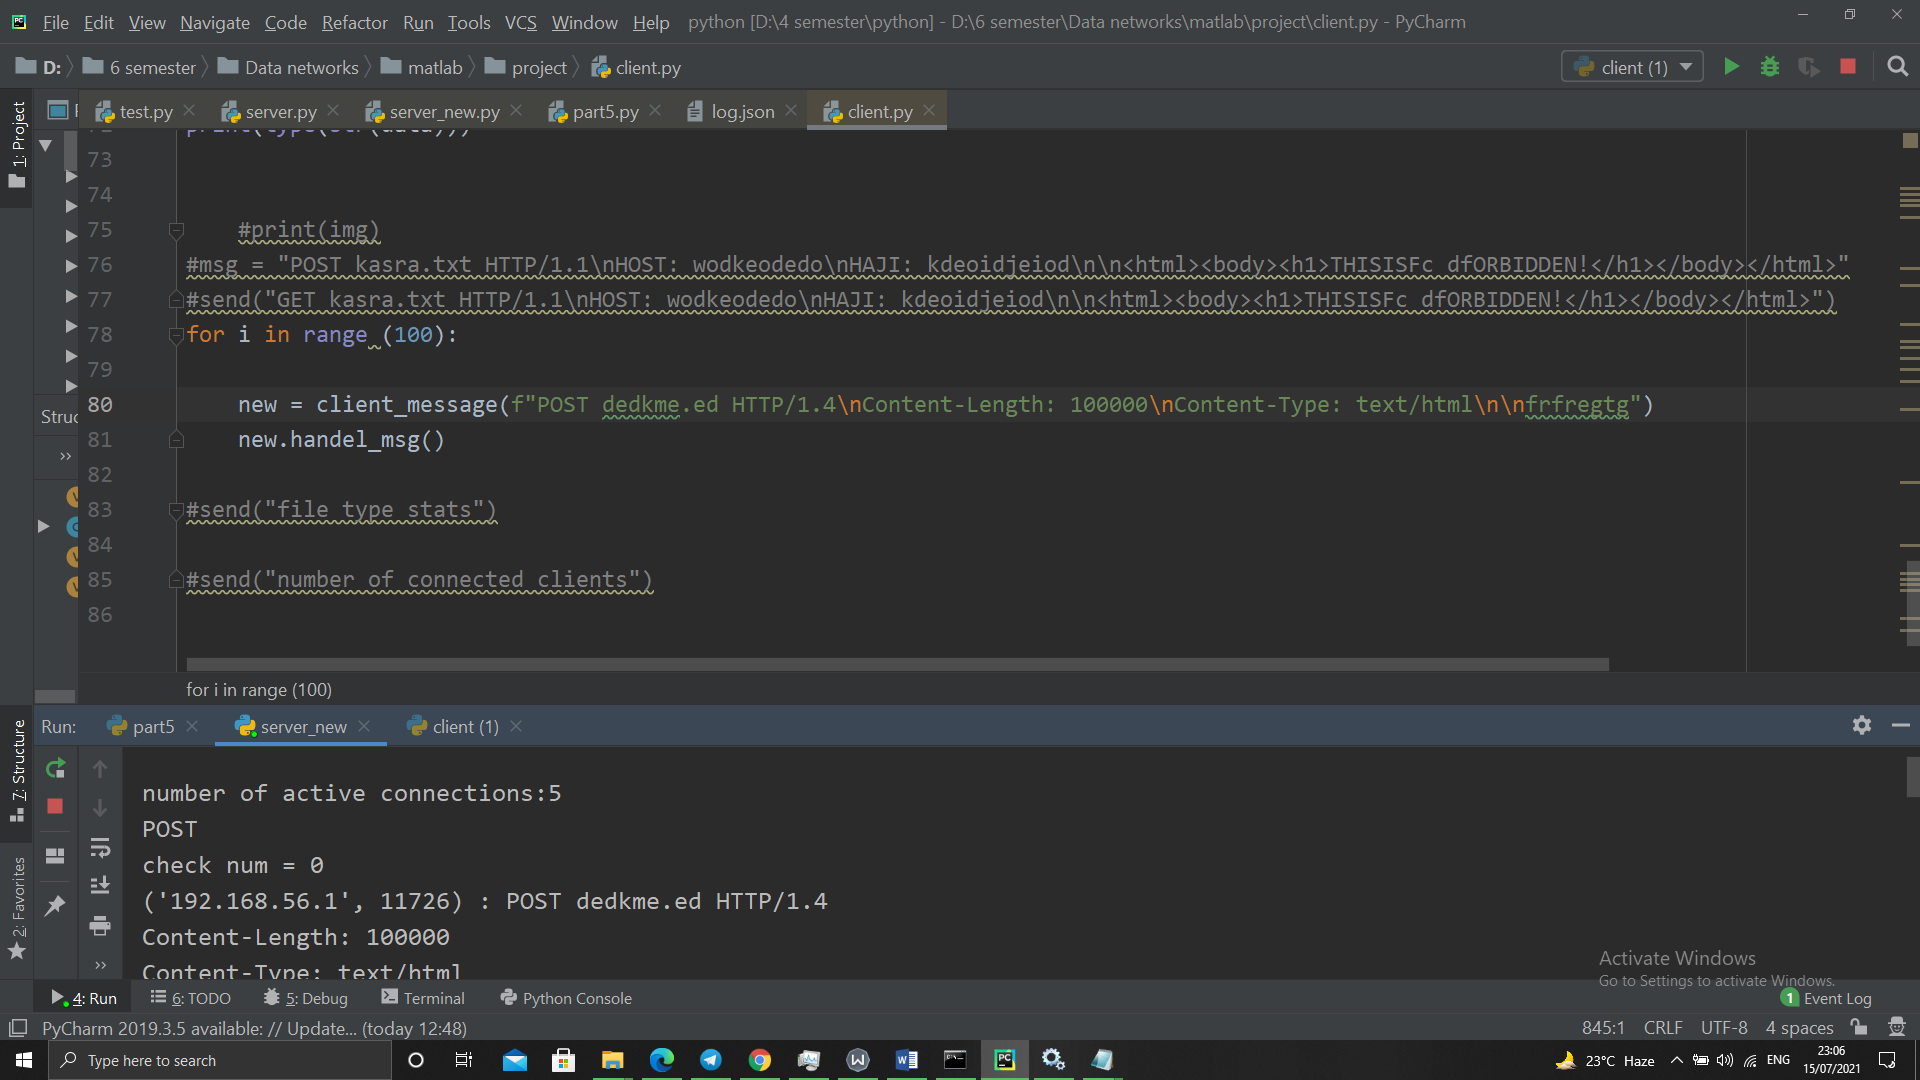 File Edit View Navigate Code Refactor Run Tools VCS Window Help python [D:\4 semester\python] - D:\6 semester\Data networks\matlab\project\client.py - PyCharm
D: 6 semester Data networks matlab project client.py client (1)
1: Project
test.py server.py server_new.py part5.py log.json client.py
print(type(str(data)))
73
74
75 #print(img)
76 #msg = "POST kasra.txt HTTP/1.1\nHOST: wodkeodedo\nHAJI: kdeoidjeiod\n\n<html><body><h1>THISISFc dfORBIDDEN!</h1></body></html>"
77 #send("GET kasra.txt HTTP/1.1\nHOST: wodkeodedo\nHAJI: kdeoidjeiod\n\n<html><body><h1>THISISFc dfORBIDDEN!</h1></body></html>")
78 for i in range (100):
79
80 new = client_message(f"POST dedkme.ed HTTP/1.4\nContent-Length: 100000\nContent-Type: text/html\n\nfrfregtg")
81 new.handel_msg()
82
83 #send("file type stats")
84
85 #send("number of connected clients")
86
Struc
for i in range (100)
Run: part5 server_new client (1)
7: Structure
2: Favorites
number of active connections:5
POST
check num = 0
('192.168.56.1', 11726) : POST dedkme.ed HTTP/1.4
Content-Length: 100000
Content-Type: text/html
Activate Windows
Go to Settings to activate Windows.
4: Run 6: TODO 5: Debug Terminal Python Console 1 Event Log
PyCharm 2019.3.5 available: // Update... (today 12:48) 845:1 CRLF UTF-8 4 spaces
Type here to search 23°C Haze ENG 23:06
15/07/2021